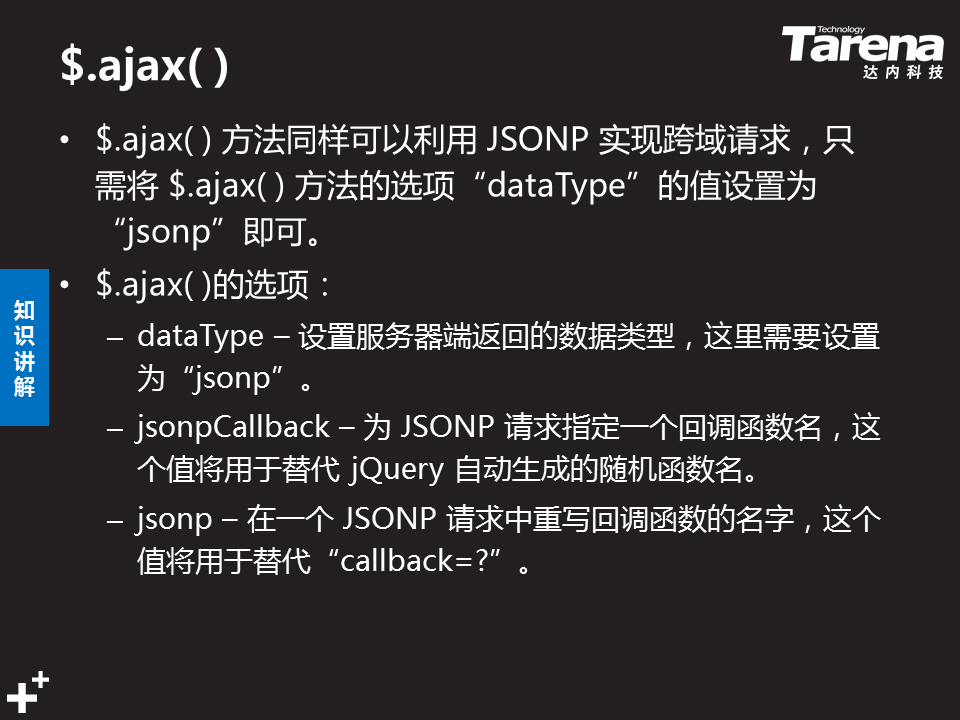 $.ajax( )
Technology
Tarena
达内科技
• $.ajax( ) 方法同样可以利用 JSONP 实现跨域请求，只
需将 $.ajax( ) 方法的选项“dataType”的值设置为
“jsonp”即可。
• $.ajax( )的选项：
– dataType – 设置服务器端返回的数据类型，这里需要设置
为“jsonp”。
– jsonpCallback – 为 JSONP 请求指定一个回调函数名，这
个值将用于替代 jQuery 自动生成的随机函数名。
– jsonp – 在一个 JSONP 请求中重写回调函数的名字，这个
值将用于替代“callback=?”。
知
识
讲
解